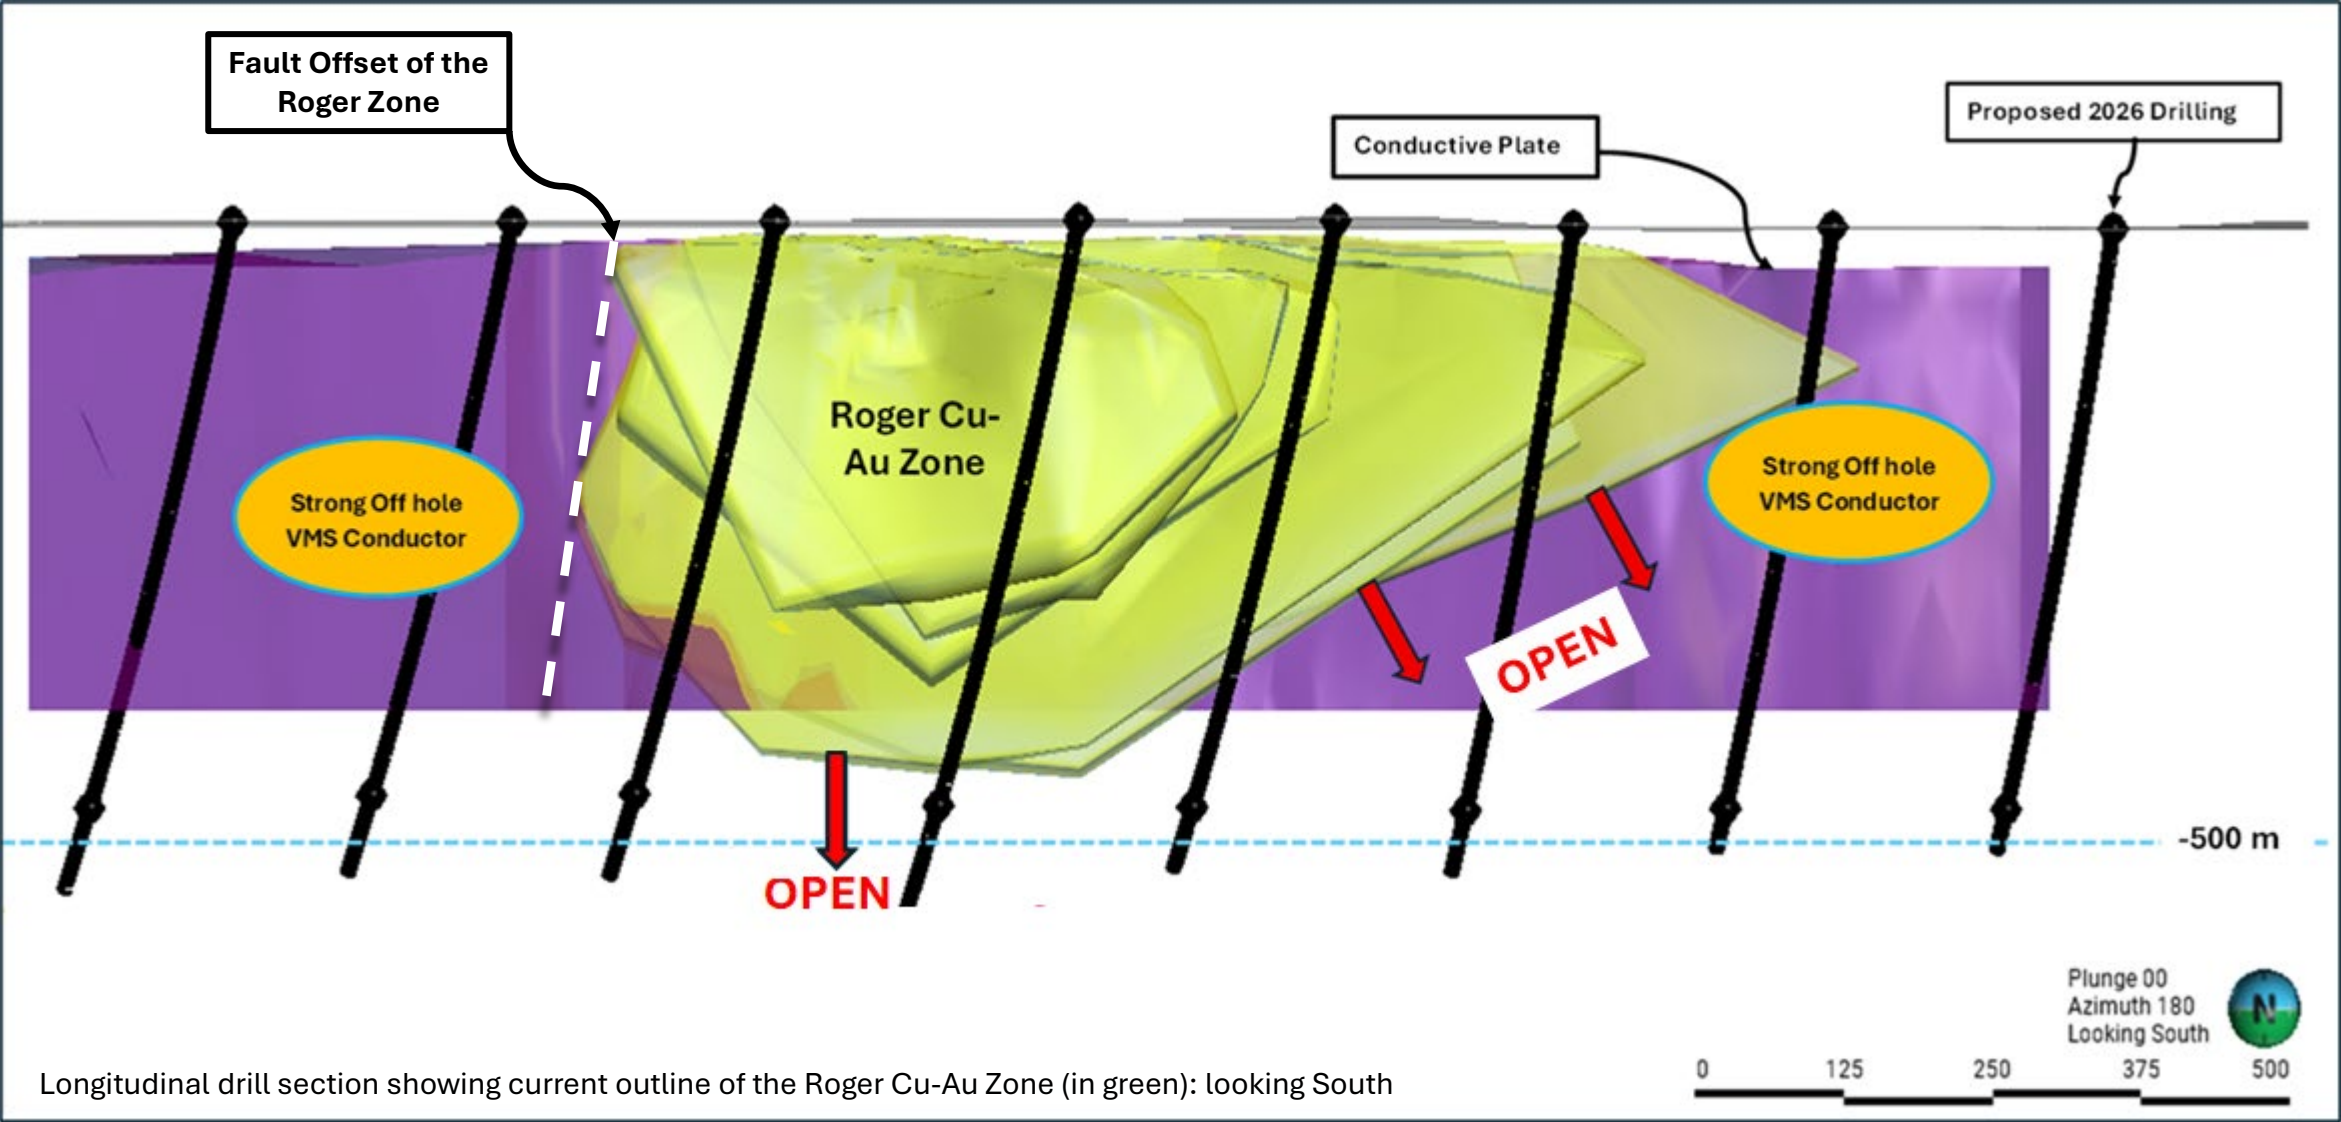 Fault Offset of the
Roger Zone
Conductive Plate
Proposed 2026 Drilling
Roger Cu-
Au Zone
Strong Off hole
VMS Conductor
Strong Off hole
VMS Conductor
OPEN
OPEN
-500 m
Plunge 00
Azimuth 180
Looking South
N
0 125 250 375 500
Longitudinal drill section showing current outline of the Roger Cu-Au Zone (in green): looking South